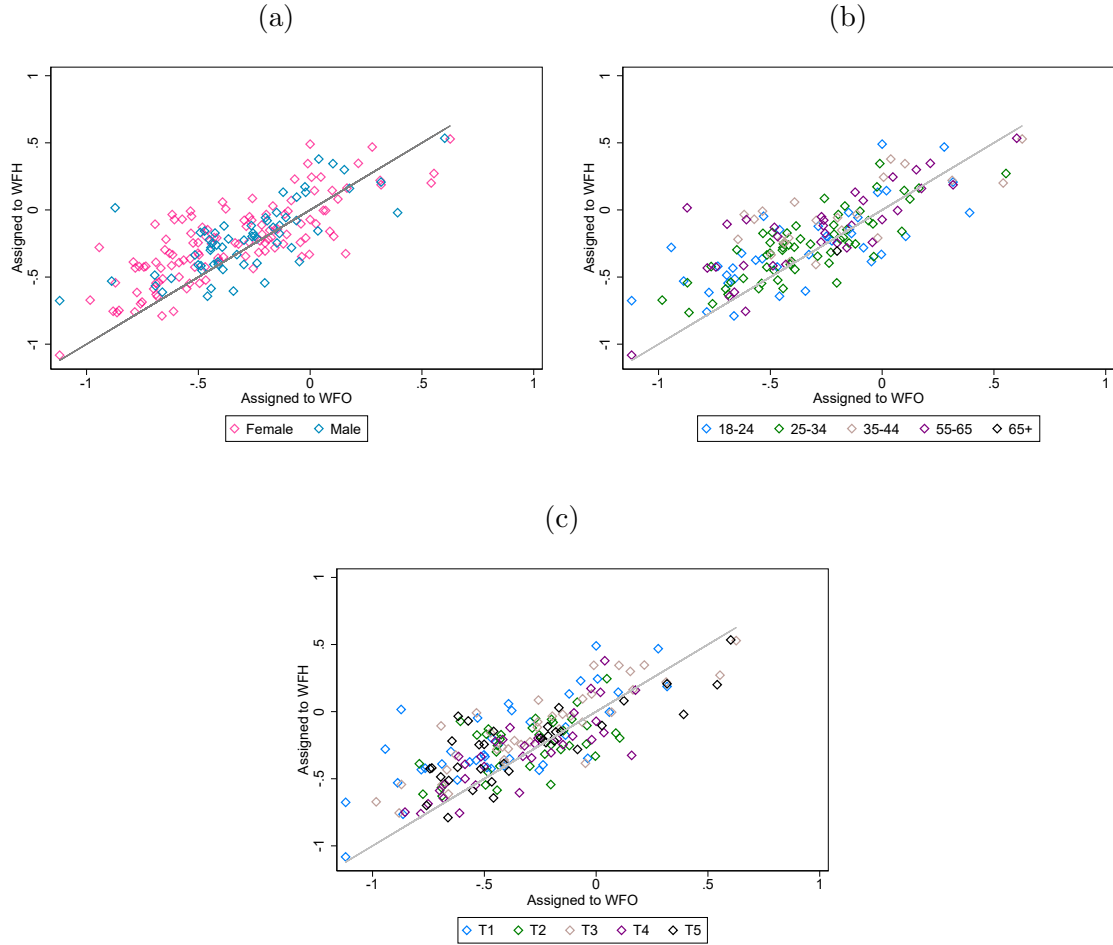 (a)
(b)
Assigned to WFH
1
.5
0
-.5
-1
-1
-.5
0
.5
1
Assigned to WFO
Female Male
Assigned to WFH
1
.5
0
-.5
-1
-1
-.5
0
.5
1
Assigned to WFO
18-24 25-34 35-44 55-65 65+
(c)
Assigned to WFH
1
.5
0
-.5
-1
-1
-.5
0
.5
1
Assigned to WFO
T1 T2 T3 T4 T5